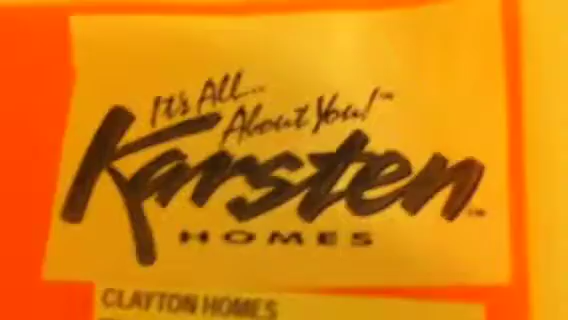 It's All...
About You!™
Karsten™
HOMES
CLAYTON HOMES